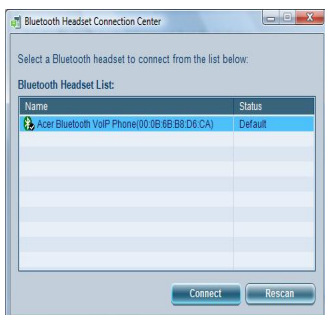 Bluetooth Headset Connection Center
Select a Bluetooth headset to connect from the list below:
Bluetooth Headset List:
Name Status
Acer Bluetooth VoIP Phone(00:0B:6B:B8:D6:CA) Default
Connect Rescan